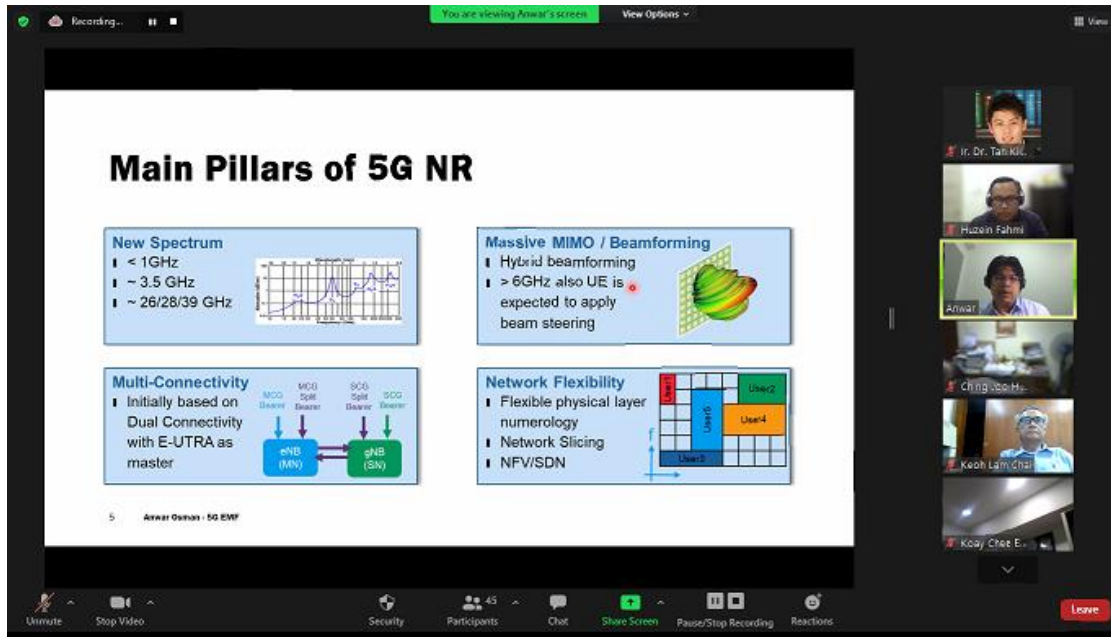 Recording...
You are viewing Anwar's screen
View Options
View
Main Pillars of 5G NR
New Spectrum
< 1GHz
~ 3.5 GHz
~ 26/28/39 GHz
Massive MIMO / Beamforming
Hybrid beamforming
> 6GHz also UE is
expected to apply
beam steering
Multi-Connectivity
Initially based on
Dual Connectivity
with E-UTRA as
master
MCG
Bearer
MCG
Split
Bearer
SCG
Split
Bearer
SCG
Bearer
eNB
(MN)
gNB
(SN)
Network Flexibility
Flexible physical layer
numerology
Network Slicing
NFV/SDN
User1
User2
User5
User4
User3
f
5 Anwar Osman - 5G EMF
Ir. Dr. Tan
Huzein Fahmi
Anwar
Ching
Keoh Lam Chai
Koay Chee E...
Unmute
Stop Video
Security
45
Participants
Chat
Share Screen
Pause/Stop Recording
Reactions
Leave